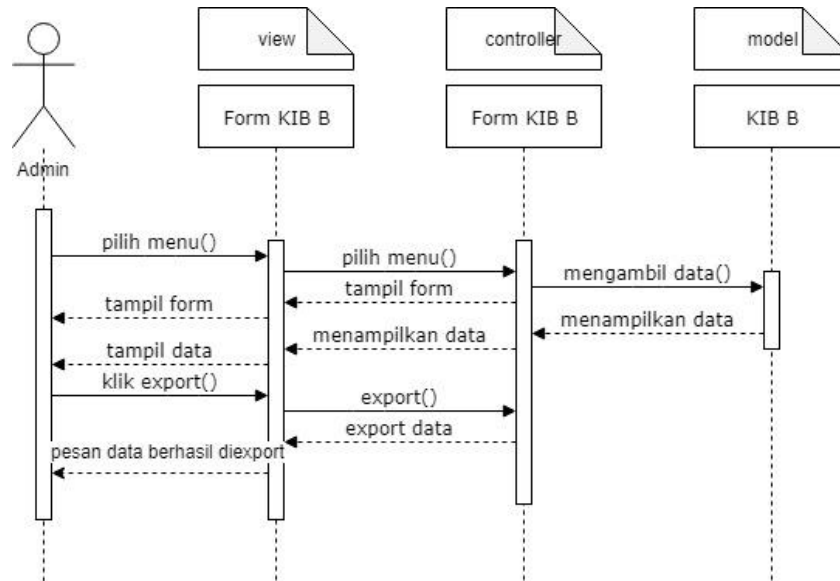 view
controller
model
Form KIB B
Form KIB B
KIB B
Admin
pilih menu()
pilih menu()
mengambil data()
tampil form
tampil form
menampilkan data
menampilkan data
tampil data
klik export()
export()
export data
pesan data berhasil diexport